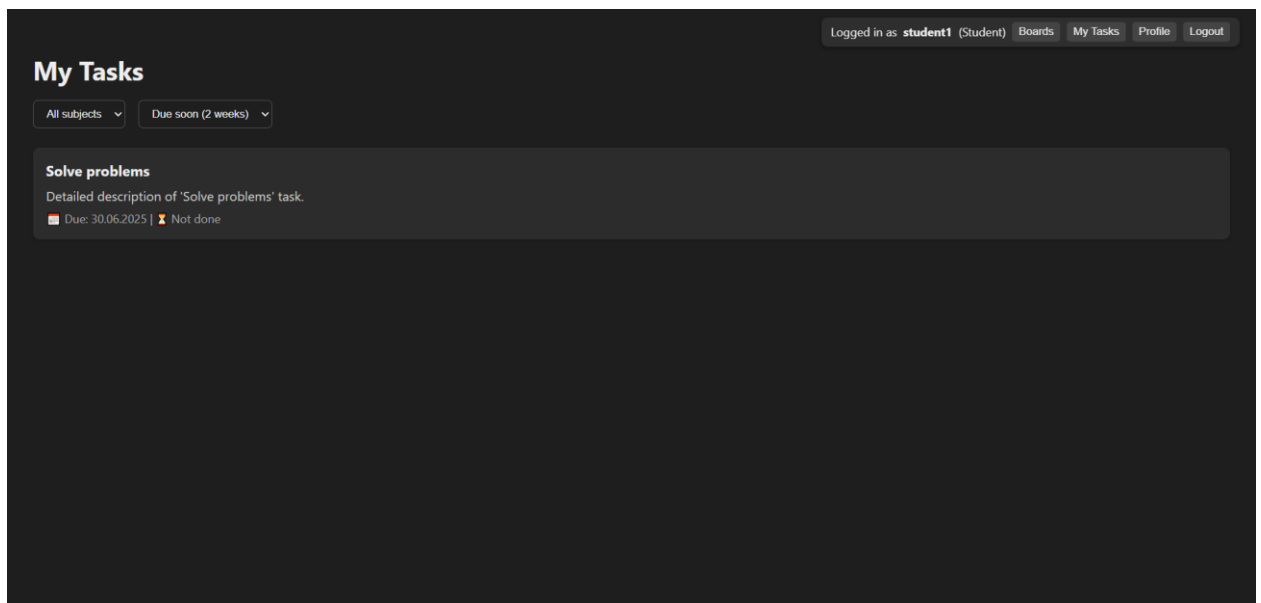 Logged in as student1 (Student) Boards My Tasks Profile Logout
My Tasks
All subjects Due soon (2 weeks)
Solve problems
Detailed description of 'Solve problems' task.
Due: 30.06.2025 | Not done